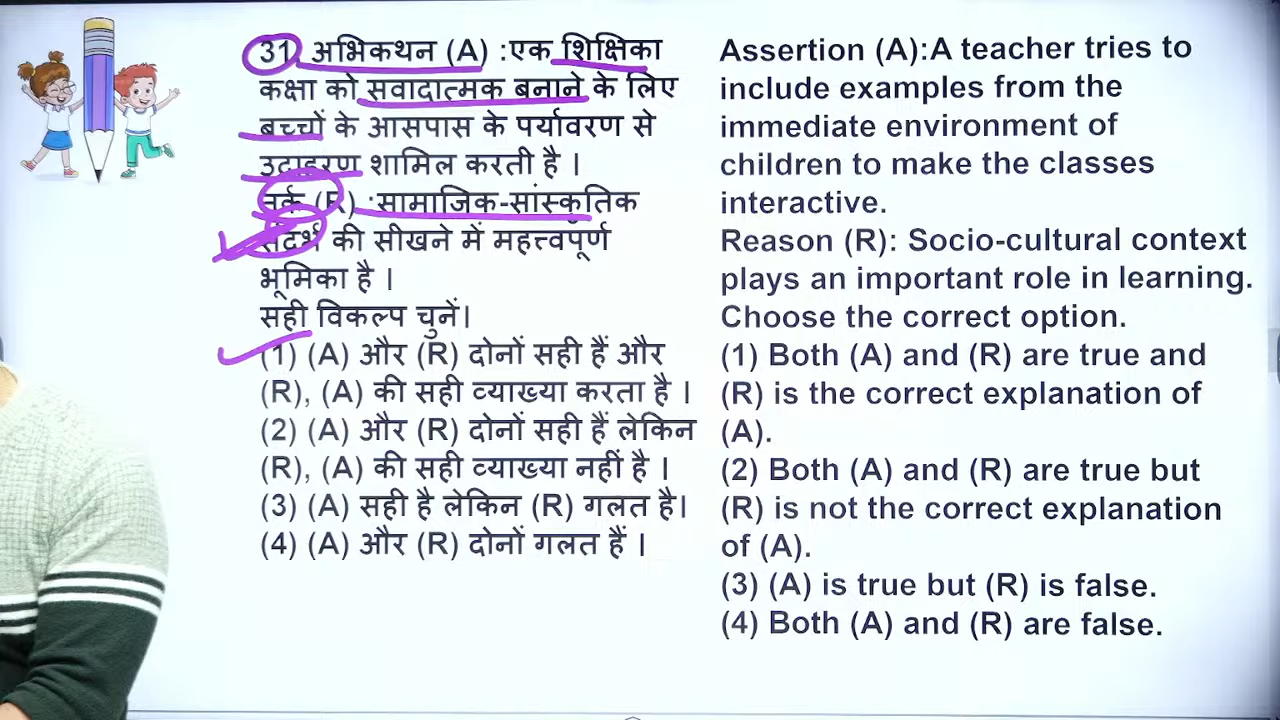 31 अभिकथन (A) :एक शिक्षिका
कक्षा को सवादात्मक बनाने के लिए
बच्चों के आसपास के पर्यावरण से
उदाहरण शामिल करती है ।
तर्क (R) :सामाजिक-सांस्कृतिक
संदर्भ की सीखने में महत्त्वपूर्ण
भूमिका है ।
सही विकल्प चुनें।
(1) (A) और (R) दोनों सही हैं और
(R), (A) की सही व्याख्या करता है ।
(2) (A) और (R) दोनों सही हैं लेकिन
(R), (A) की सही व्याख्या नहीं है ।
(3) (A) सही है लेकिन (R) गलत है।
(4) (A) और (R) दोनों गलत हैं ।
Assertion (A):A teacher tries to
include examples from the
immediate environment of
children to make the classes
interactive.
Reason (R): Socio-cultural context
plays an important role in learning.
Choose the correct option.
(1) Both (A) and (R) are true and
(R) is the correct explanation of
(A).
(2) Both (A) and (R) are true but
(R) is not the correct explanation
of (A).
(3) (A) is true but (R) is false.
(4) Both (A) and (R) are false.